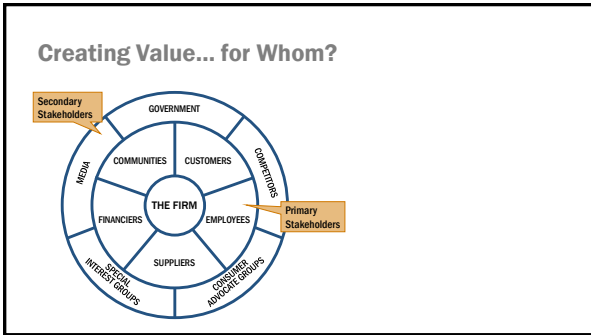 Creating Value... for Whom?
Secondary
Stakeholders
GOVERNMENT
COMMUNITIES
CUSTOMERS
MEDIA
COMPETITORS
THE FIRM
FINANCIERS
EMPLOYEES
Primary
Stakeholders
SUPPLIERS
SPECIAL
INTEREST GROUPS
CONSUMER
ADVOCATE GROUPS